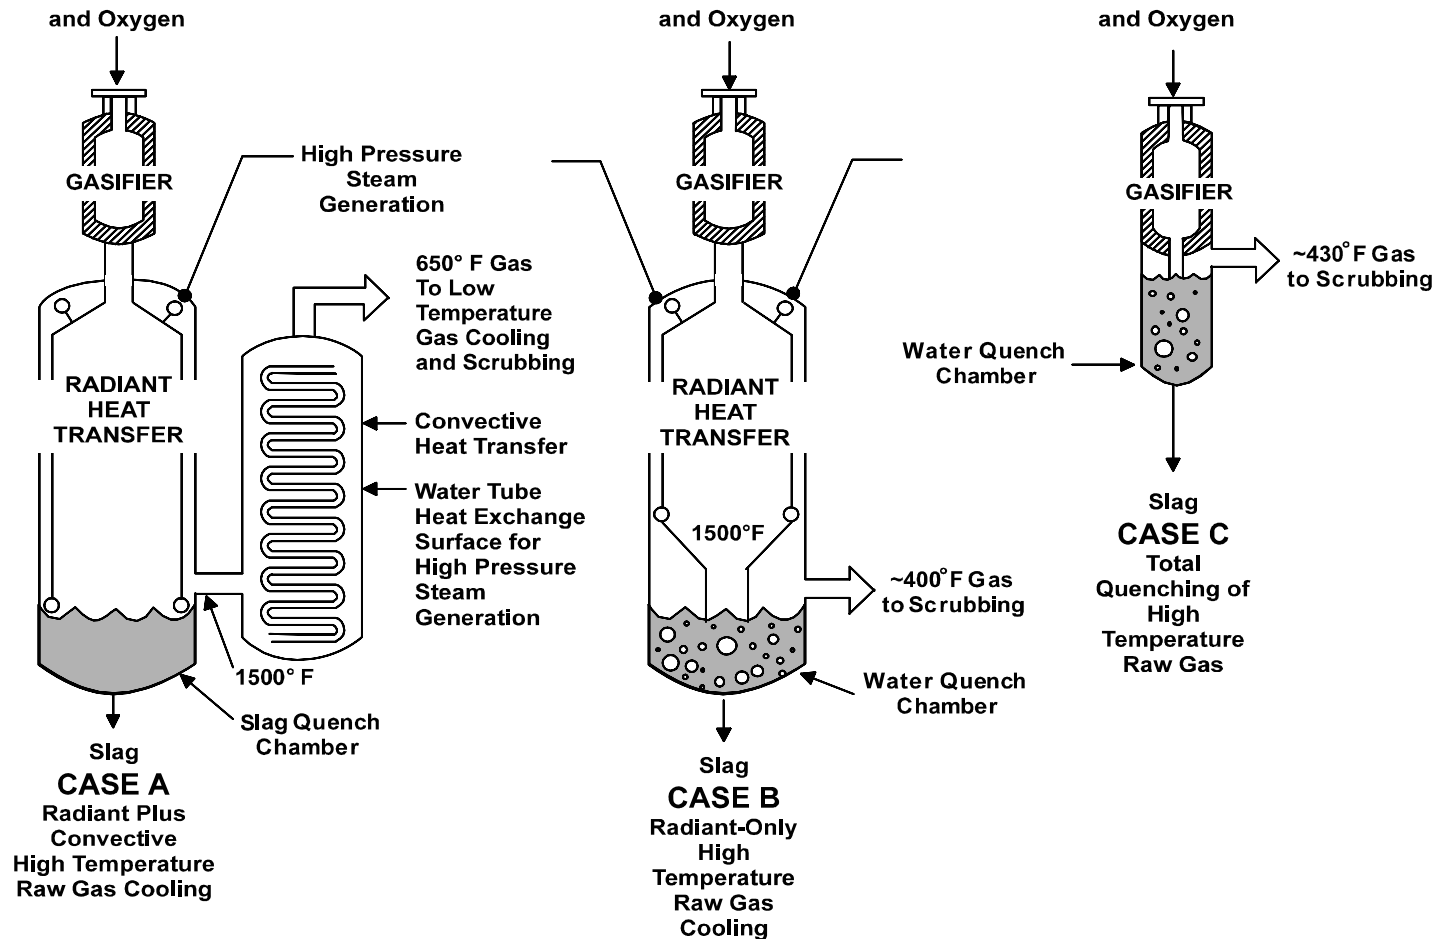 and Oxygen
GASIFIER
High Pressure
Steam
Generation
RADIANT
HEAT
TRANSFER
650° F Gas
To Low
Temperature
Gas Cooling
and Scrubbing
Convective
Heat Transfer
Water Tube
Heat Exchange
Surface for
High Pressure
Steam
Generation
1500° F
Slag Quench
Chamber
Slag
CASE A
Radiant Plus
Convective
High Temperature
Raw Gas Cooling
and Oxygen
GASIFIER
RADIANT
HEAT
TRANSFER
1500°F
~400°F Gas
to Scrubbing
Water Quench
Chamber
Slag
CASE B
Radiant-Only
High
Temperature
Raw Gas
Cooling
and Oxygen
GASIFIER
~430°F Gas
to Scrubbing
Water Quench
Chamber
Slag
CASE C
Total
Quenching of
High
Temperature
Raw Gas